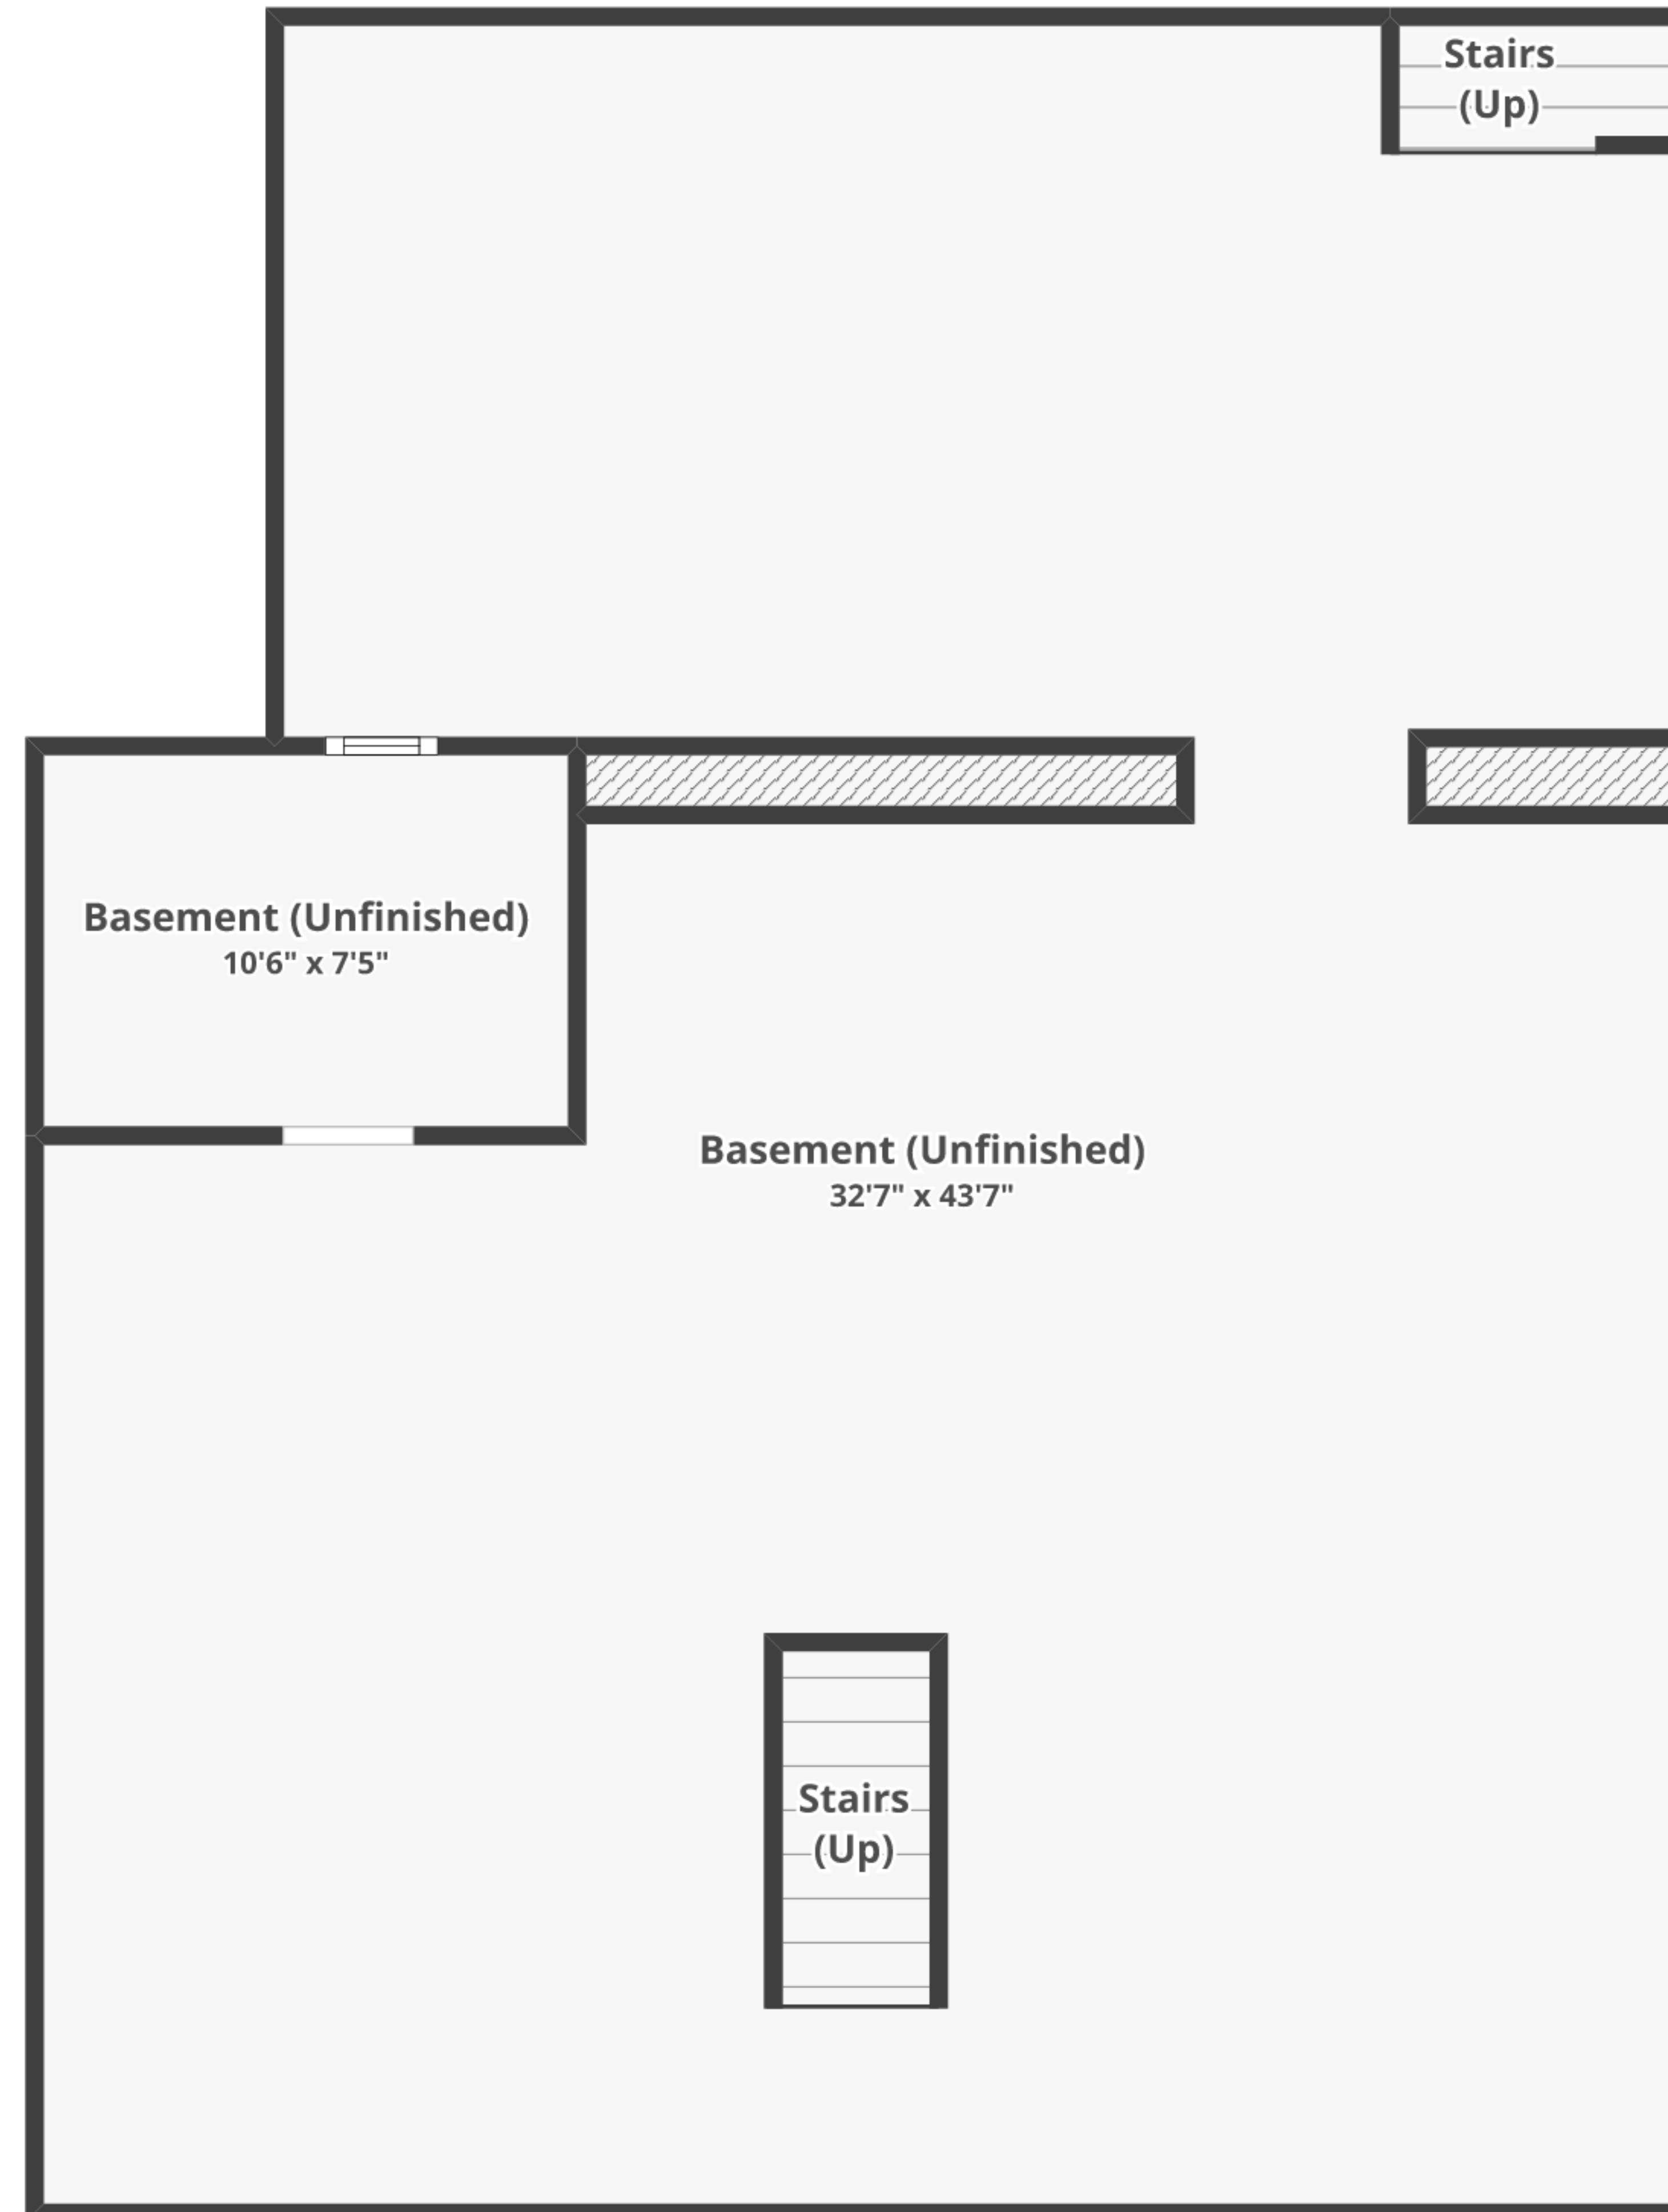 Stairs
(Up)
Basement (Unfinished)
10'6" x 7'5"
Basement (Unfinished)
32'7" x 43'7"
Stairs
(Up)